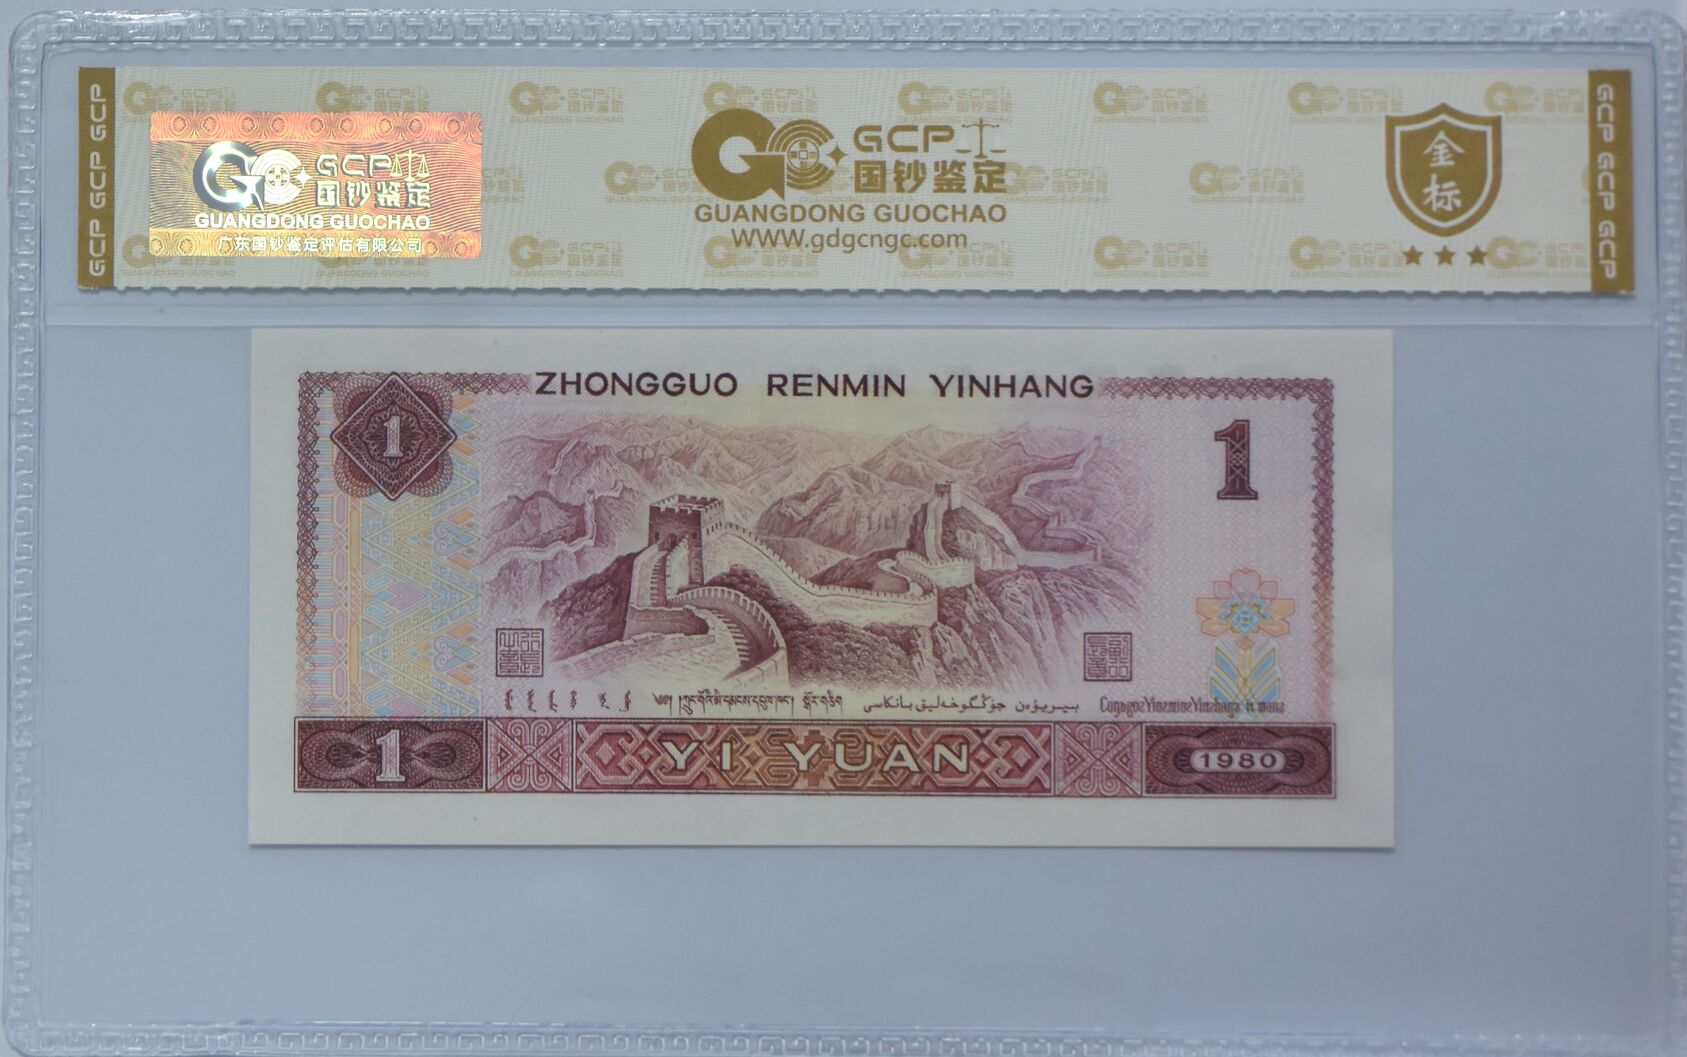 GCP GCP GCP
GCP
国钞鉴定
GUANGDONG GUOCHAO
广东国钞鉴定评估有限公司
GCP
国钞鉴定
GUANGDONG GUOCHAO
WWW.gdgcngc.com
金标
GCP GCP GCP
ZHONGGUO RENMIN YINHANG
1
1
1
YI YUAN
1980